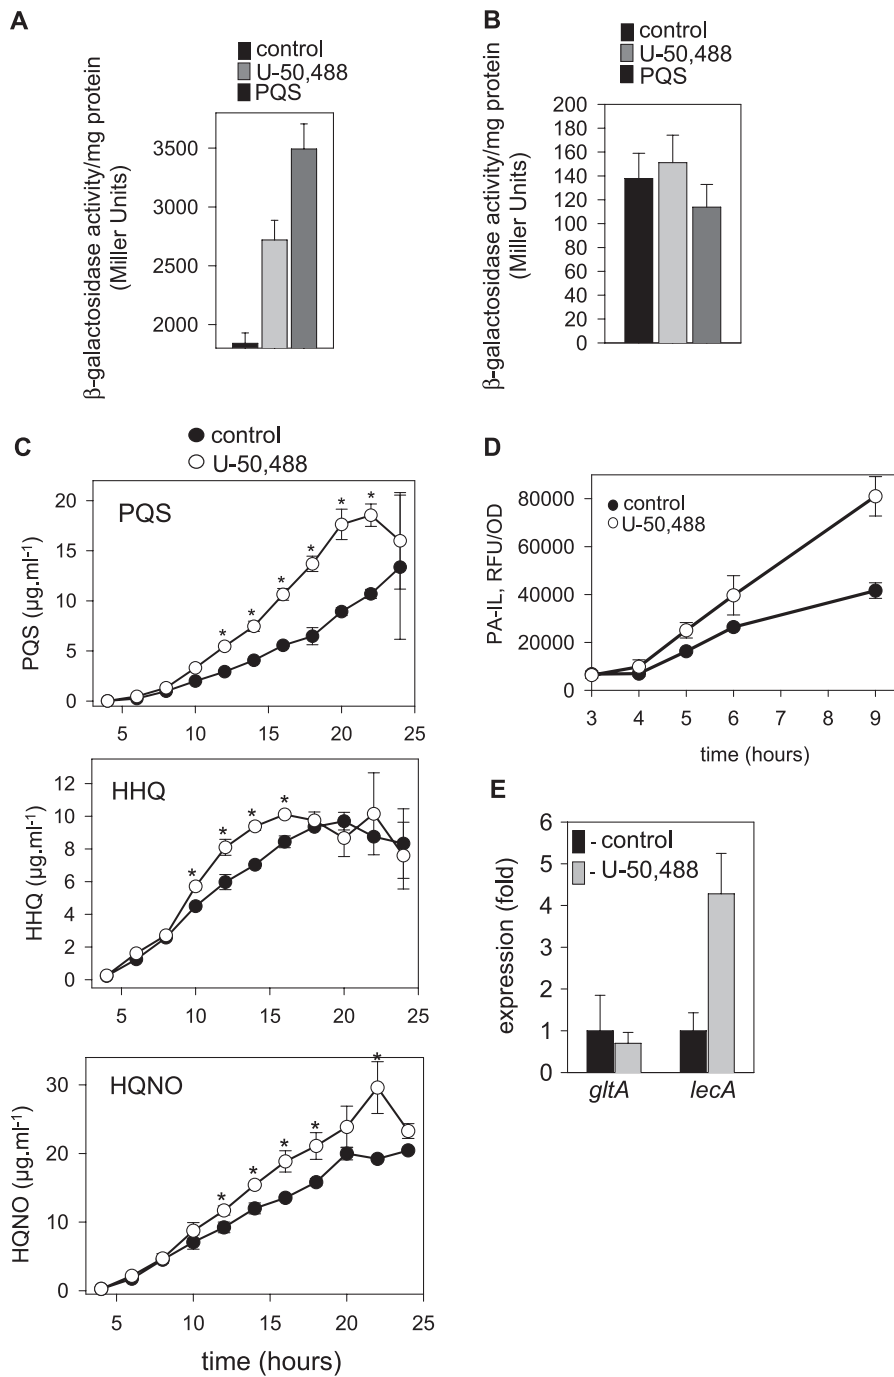 A
control
U-50,488
PQS
β-galactosidase activity/mg protein
(Miller Units)
3500
3000
2500
2000
B
control
U-50,488
PQS
β-galactosidase activity/mg protein
(Miller Units)
200
180
160
140
120
100
80
60
40
20
0
C
control
U-50,488
PQS
PQS (µg.ml-1)
20
15
10
5
0
5 10 15 20 25
* * * * * *
HHQ
HHQ (µg.ml-1)
12
10
8
6
4
2
0
5 10 15 20 25
* * * *
HQNO
HQNO (µg.ml-1)
30
20
10
0
5 10 15 20 25
* * * * *
time (hours)
D
control
U-50,488
PA-IL, RFU/OD
80000
60000
40000
20000
0
3 4 5 6 7 8 9
time (hours)
E
- control
- U-50,488
expression (fold)
6
5
4
3
2
1
0
gltA lecA